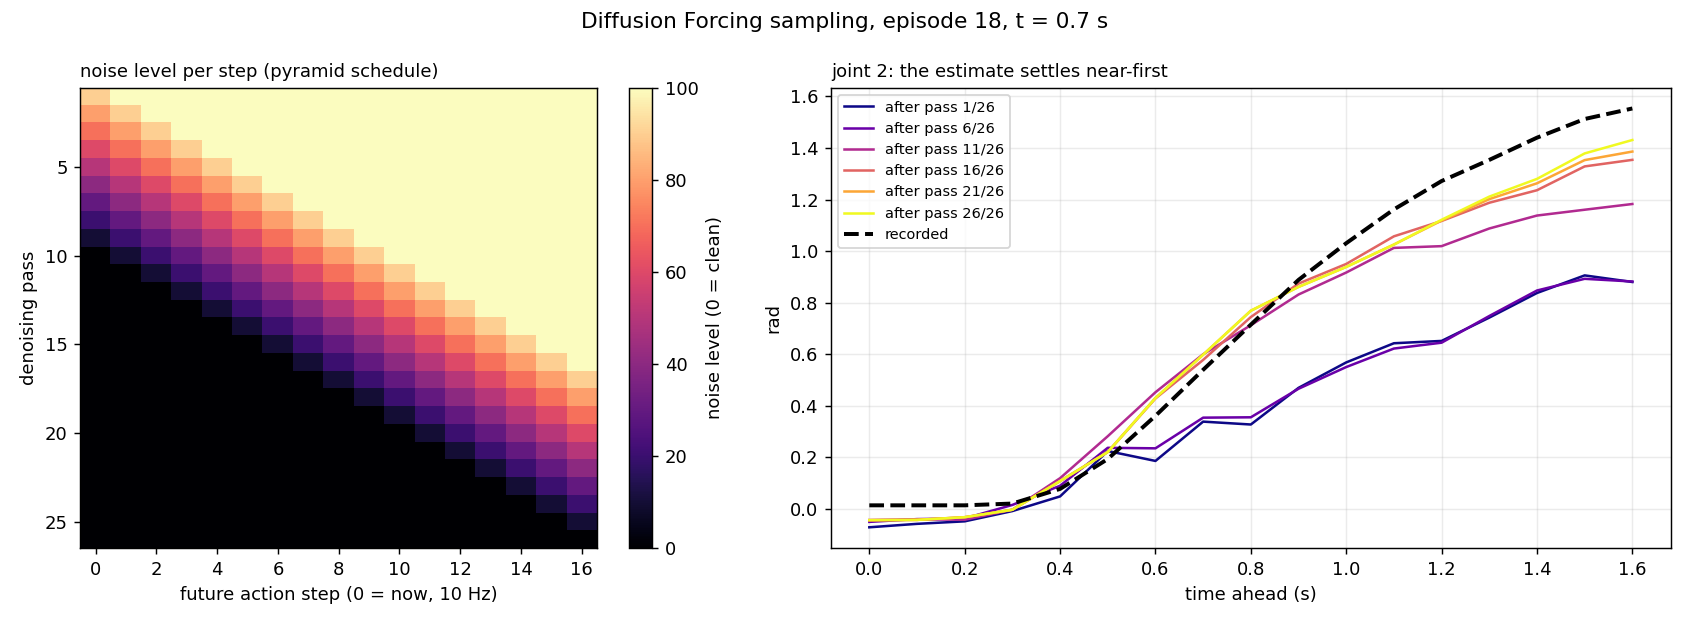 Diffusion Forcing sampling, episode 18, t = 0.7 s
noise level per step (pyramid schedule)
5
10
15
20
25
denoising pass
0 2 4 6 8 10 12 14 16
future action step (0 = now, 10 Hz)
100
80
60
40
20
0
noise level (0 = clean)
joint 2: the estimate settles near-first
after pass 1/26
after pass 6/26
after pass 11/26
after pass 16/26
after pass 21/26
after pass 26/26
recorded
1.6
1.4
1.2
1.0
0.8
0.6
0.4
0.2
0.0
rad
0.0 0.2 0.4 0.6 0.8 1.0 1.2 1.4 1.6
time ahead (s)